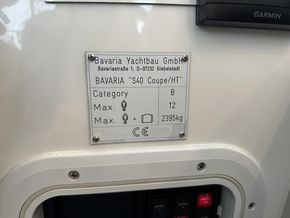 GARMIN
Bavaria Yachtbau GmbH
Bavariastraße 1; D-97232 Giebelstadt
BAVARIA "S40 Coupe/HT"
Category B
Max. 12
Max. + 2395kg
CE